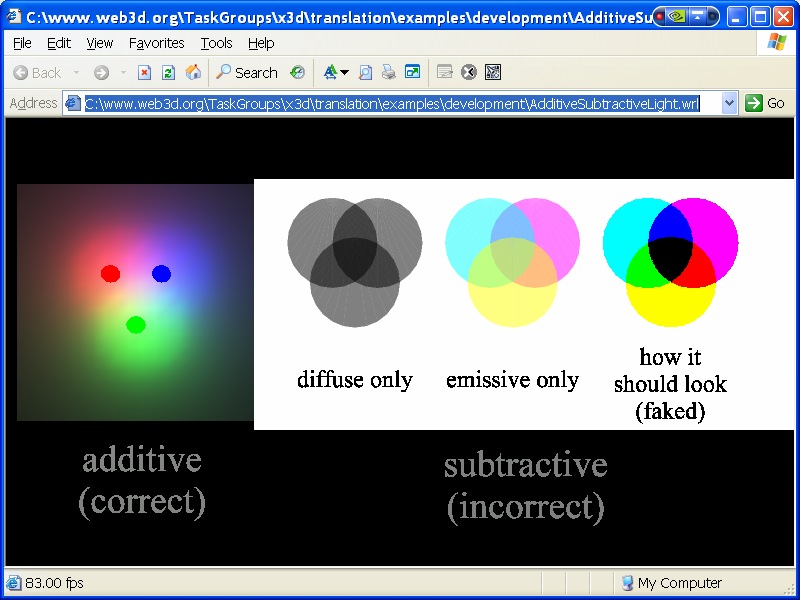 C:\www.web3d.org\TaskGroups\x3d\translation\examples\development\AdditiveSu
File Edit View Favorites Tools Help
Back Search
Address C:\www.web3d.org\TaskGroups\x3d\translation\examples\development\AdditiveSubtractiveLight.wrl Go
diffuse only
emissive only
how it
should look
(faked)
additive
(correct)
subtractive
(incorrect)
83.00 fps
My Computer